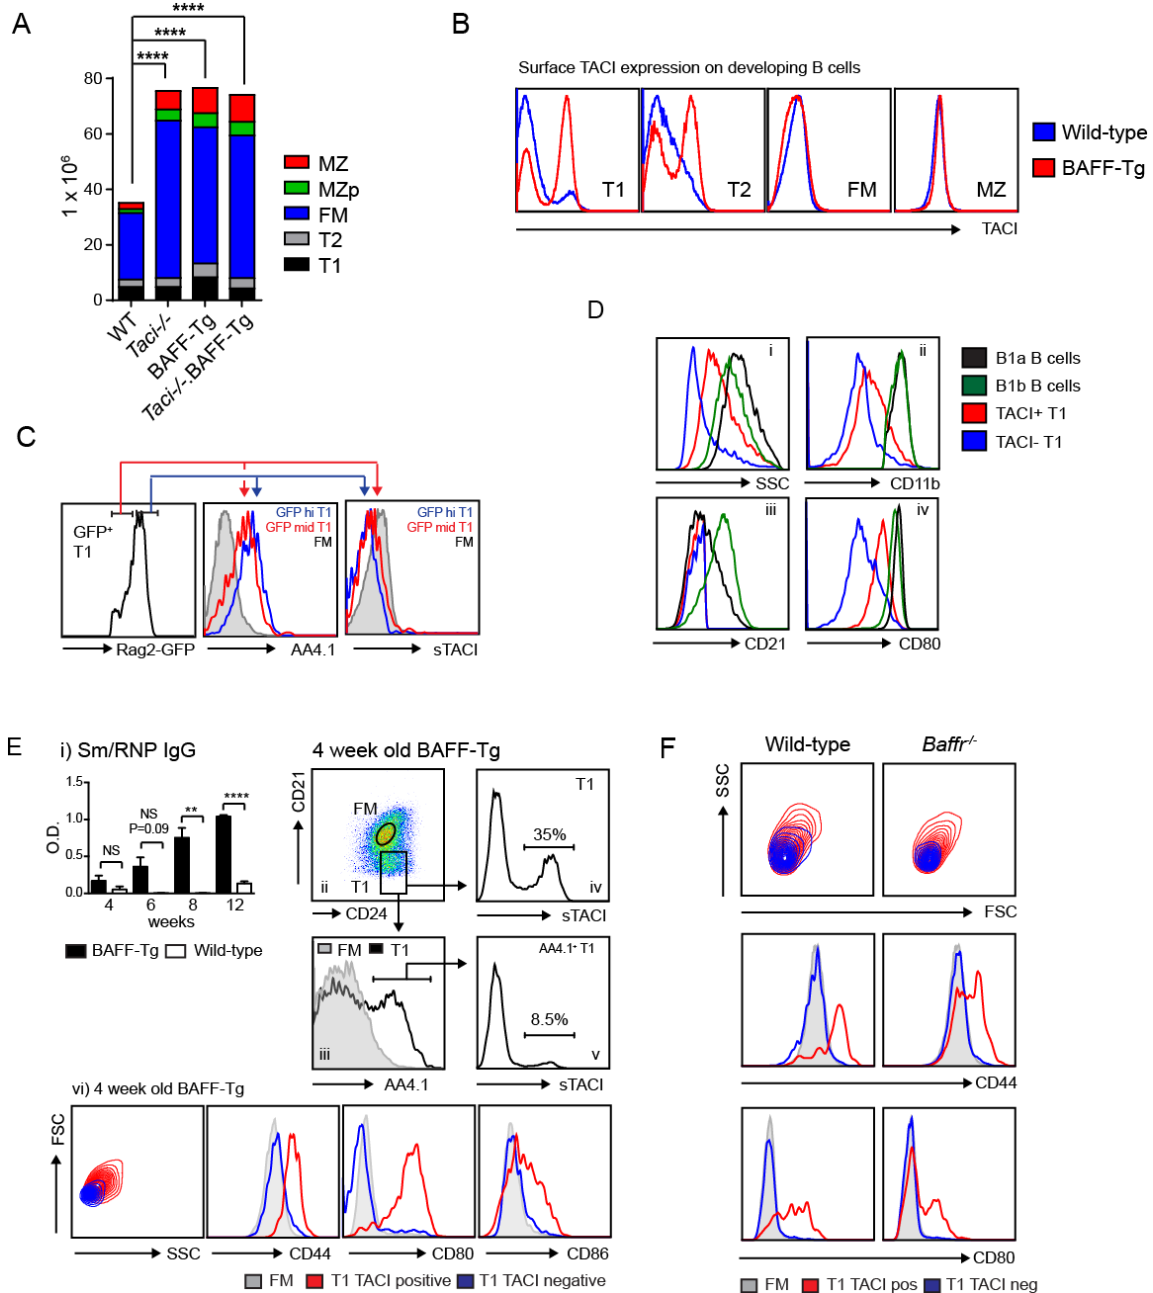 A
****
****
****
80
60
40
20
0
1 x 10⁶
MZ
MZp
FM
T2
T1
WT
Taci-/-
BAFF-Tg
Taci-/-.BAFF-Tg
B
Surface TACI expression on developing B cells
T1
T2
FM
MZ
TACI
Wild-type
BAFF-Tg
C
GFP⁺
T1
Rag2-GFP
GFP hi T1
GFP mid T1
FM
AA4.1
GFP hi T1
GFP mid T1
FM
sTACI
D
i
SSC
ii
CD11b
iii
CD21
iv
CD80
B1a B cells
B1b B cells
TACI+ T1
TACI- T1
E
i) Sm/RNP IgG
1.5
1.0
0.5
0.0
O.D.
NS
NS
P=0.09
**
****
4 6 8 12
weeks
BAFF-Tg
Wild-type
4 week old BAFF-Tg
CD21
FM
T1
ii
CD24
T1
35%
iv
sTACI
FM
T1
iii
AA4.1
AA4.1⁺ T1
8.5%
v
sTACI
vi) 4 week old BAFF-Tg
FSC
SSC
CD44
CD80
CD86
FM
T1 TACI positive
T1 TACI negative
F
Wild-type
Baffr⁻/⁻
SSC
FSC
CD44
CD80
FM
T1 TACI pos
T1 TACI neg